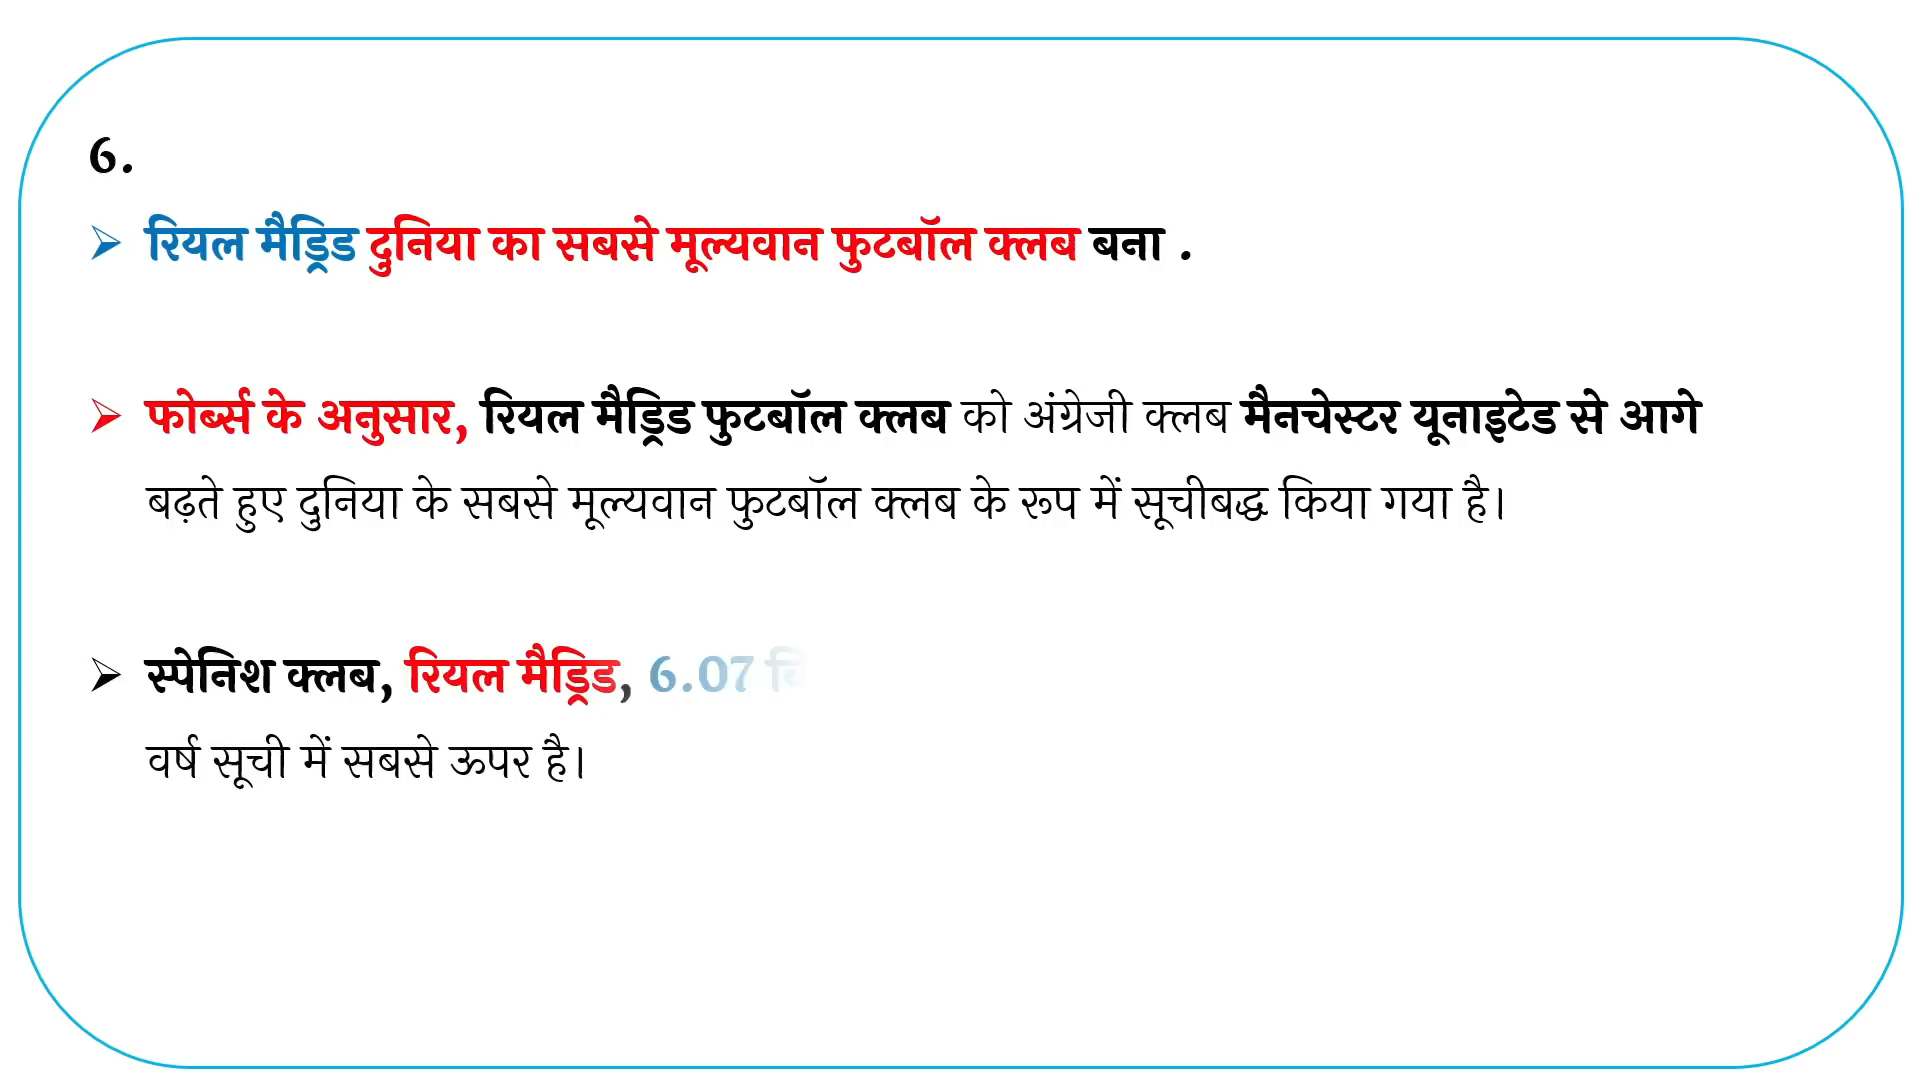 6.
रियल मैड्रिड दुनिया का सबसे मूल्यवान फुटबॉल क्लब बना .
फोर्ब्स के अनुसार, रियल मैड्रिड फुटबॉल क्लब को अंग्रेजी क्लब मैनचेस्टर यूनाइटेड से आगे
बढ़ते हुए दुनिया के सबसे मूल्यवान फुटबॉल क्लब के रूप में सूचीबद्ध किया गया है।
स्पेनिश क्लब, रियल मैड्रिड, 6.07
वर्ष सूची में सबसे ऊपर है।